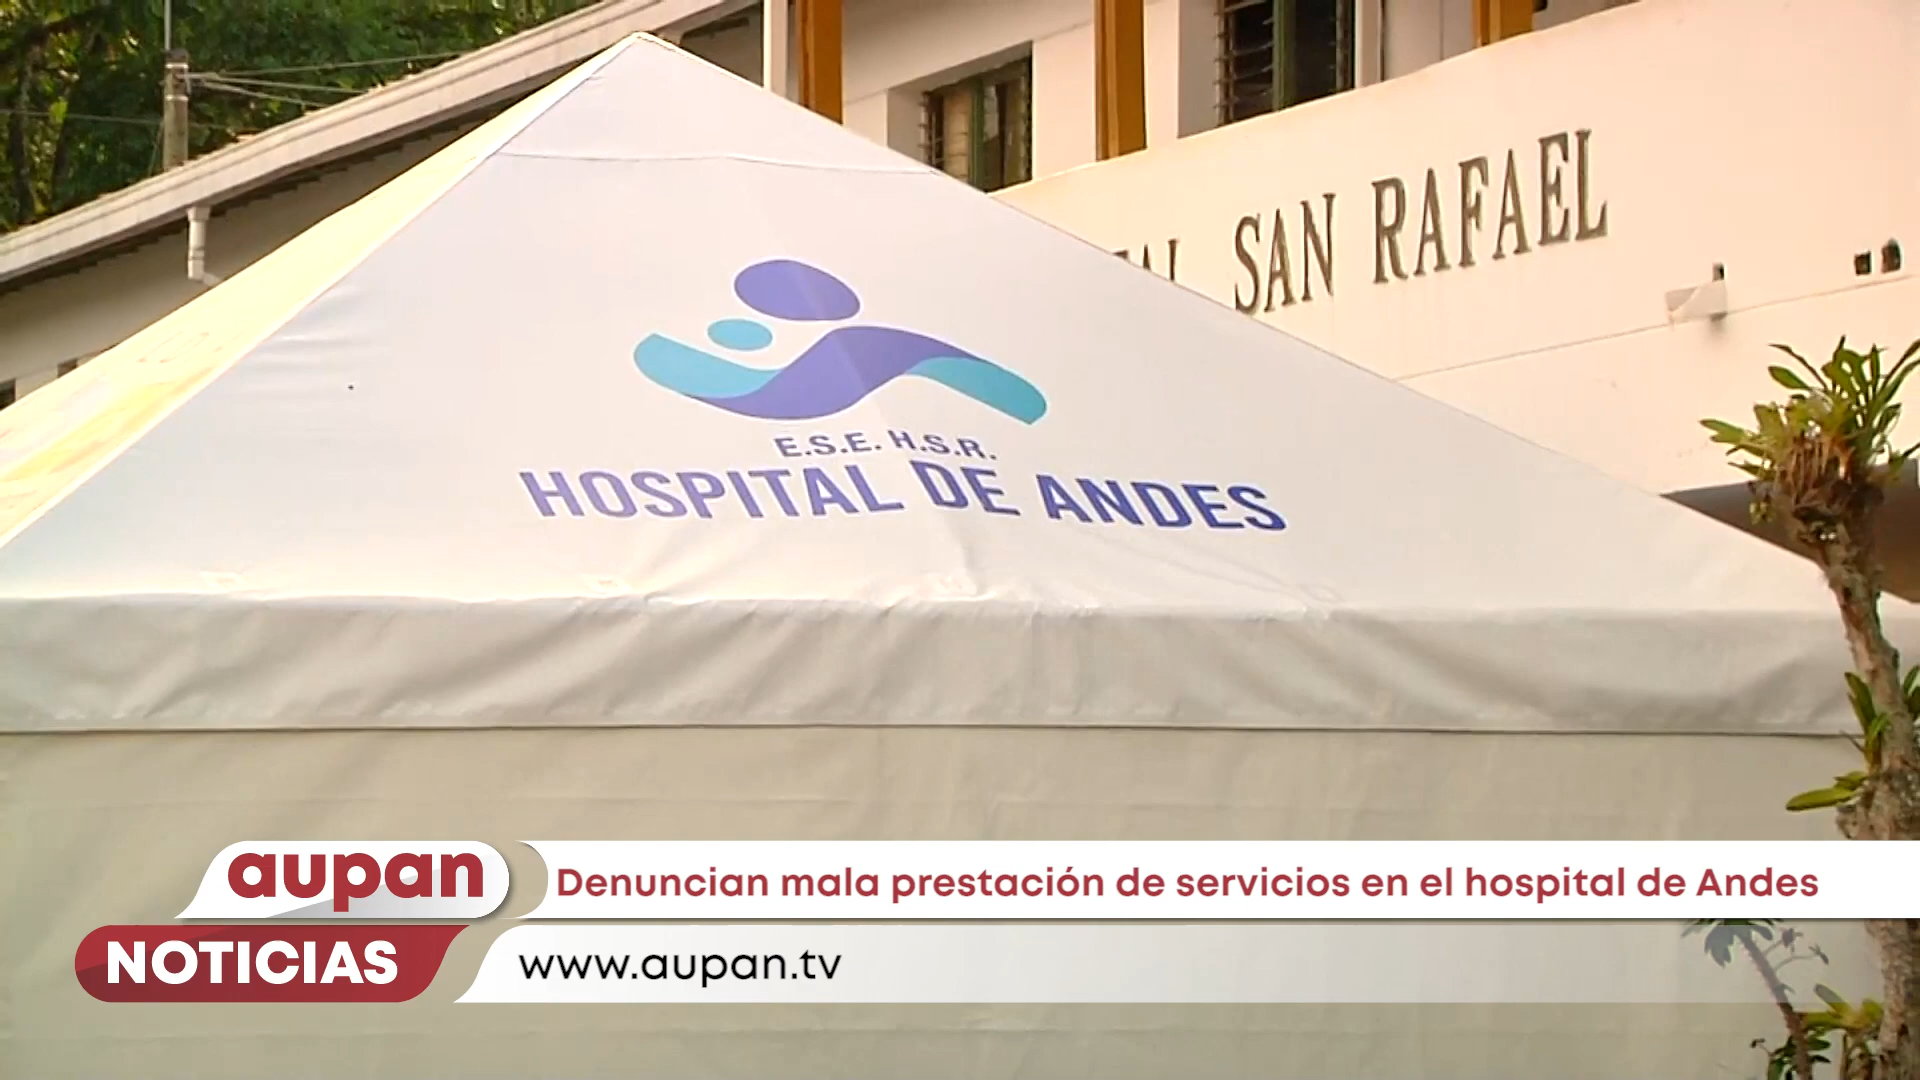 SAN RAFAEL
E.S.E. H.S.R.
HOSPITAL DE ANDES
aupan
NOTICIAS
Denuncian mala prestación de servicios en el hospital de Andes
www.aupan.tv